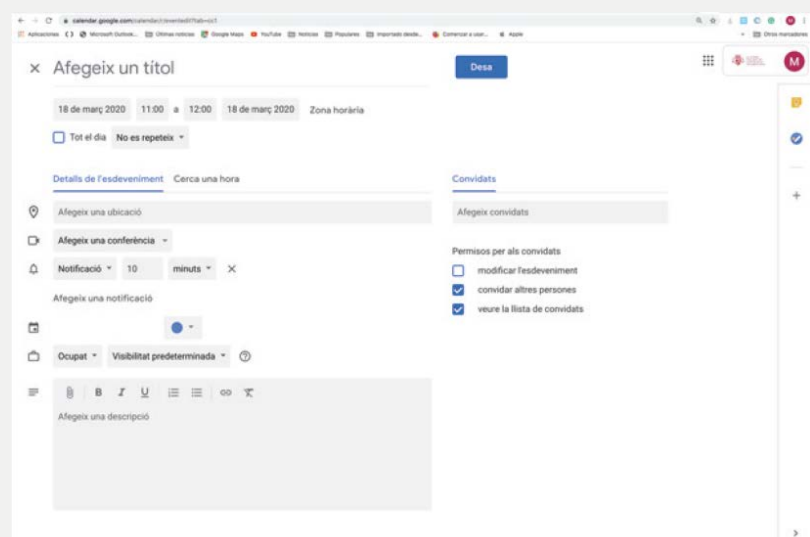 calendar.google.com/calendar/r/eventedit?tab=oc1
Aplicaciones
Microsoft Outlook...
Últimas noticias
Google Maps
YouTube
Noticias
Populares
Importado desde...
Comenzar a usar...
Apple
Otros marcadores
× Afegeix un títol
Desa
M
18 de març 2020 11:00 a 12:00 18 de març 2020 Zona horària
Tot el dia No es repeteix
Detalls de l'esdeveniment Cerca una hora
Convidats
Afegeix una ubicació
Afegeix convidats
Afegeix una conferència
Permisos per als convidats
Notificació 10 minuts ×
modificar l'esdeveniment
convidar altres persones
Afegeix una notificació
veure la llista de convidats
Ocupat Visibilitat predeterminada
B I U
Afegeix una descripció